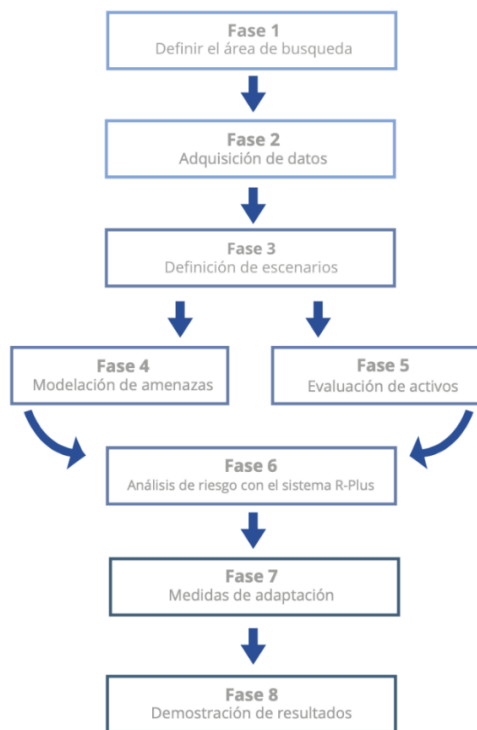 Fase 1
Definir el área de busqueda
Fase 2
Adquisición de datos
Fase 3
Definición de escenarios
Fase 4
Modelación de amenazas
Fase 5
Evaluación de activos
Fase 6
Análisis de riesgo con el sistema R-Plus
Fase 7
Medidas de adaptación
Fase 8
Demostración de resultados